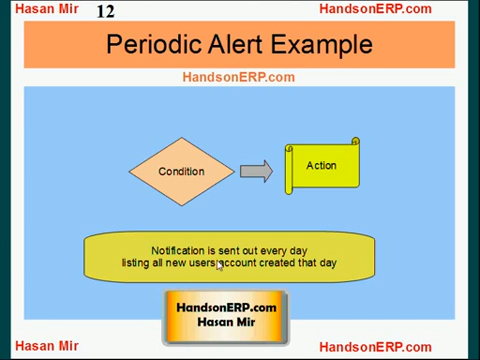 Hasan Mir 12 HandsonERP.com
Periodic Alert Example
HandsonERP.com
Condition
Action
Notification is sent out every day
listing all new users account created that day
HandsonERP.com
Hasan Mir
Hasan Mir HandsonERP.com